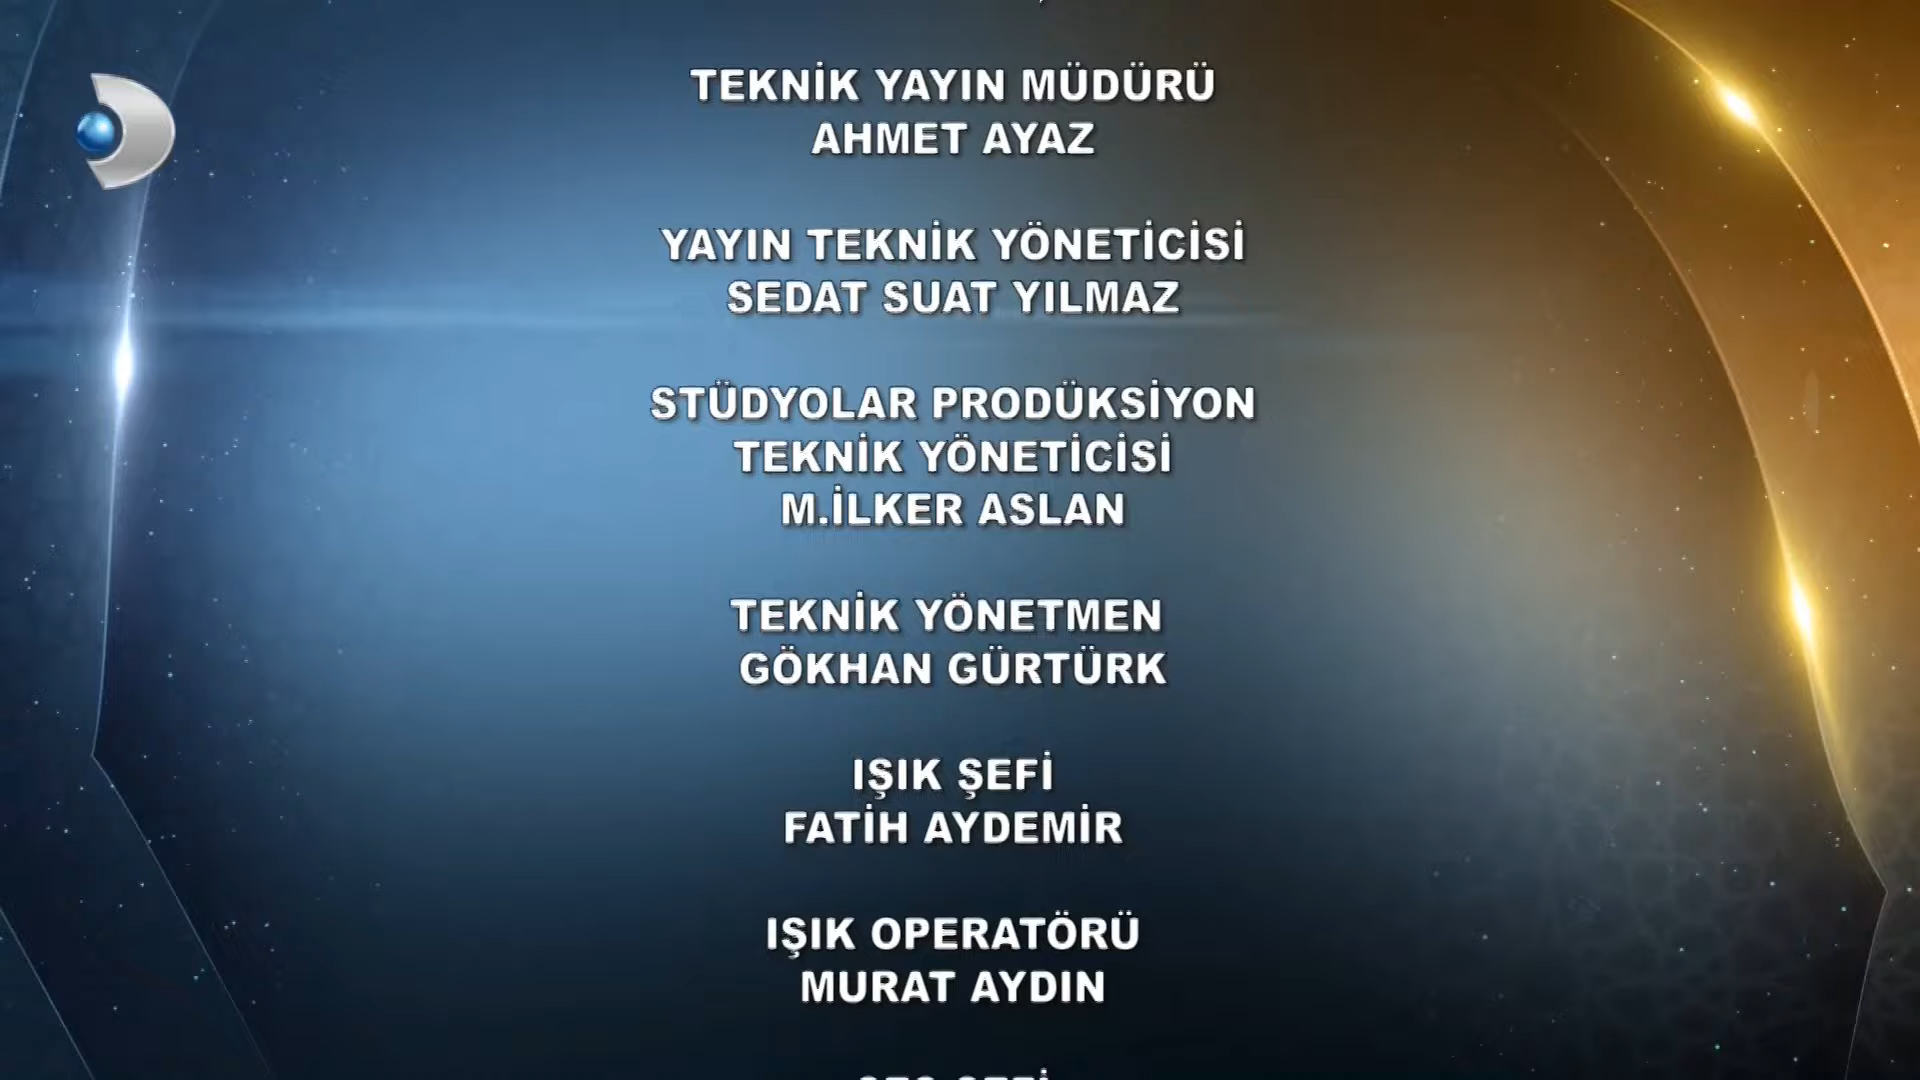 TEKNİK YAYIN MÜDÜRÜ
AHMET AYAZ
YAYIN TEKNİK YÖNETİCİSİ
SEDAT SUAT YILMAZ
STÜDYOLAR PRODÜKSİYON
TEKNİK YÖNETİCİSİ
M.İLKER ASLAN
TEKNİK YÖNETMEN
GÖKHAN GÜRTÜRK
IŞIK ŞEFİ
FATİH AYDEMİR
IŞIK OPERATÖRÜ
MURAT AYDIN